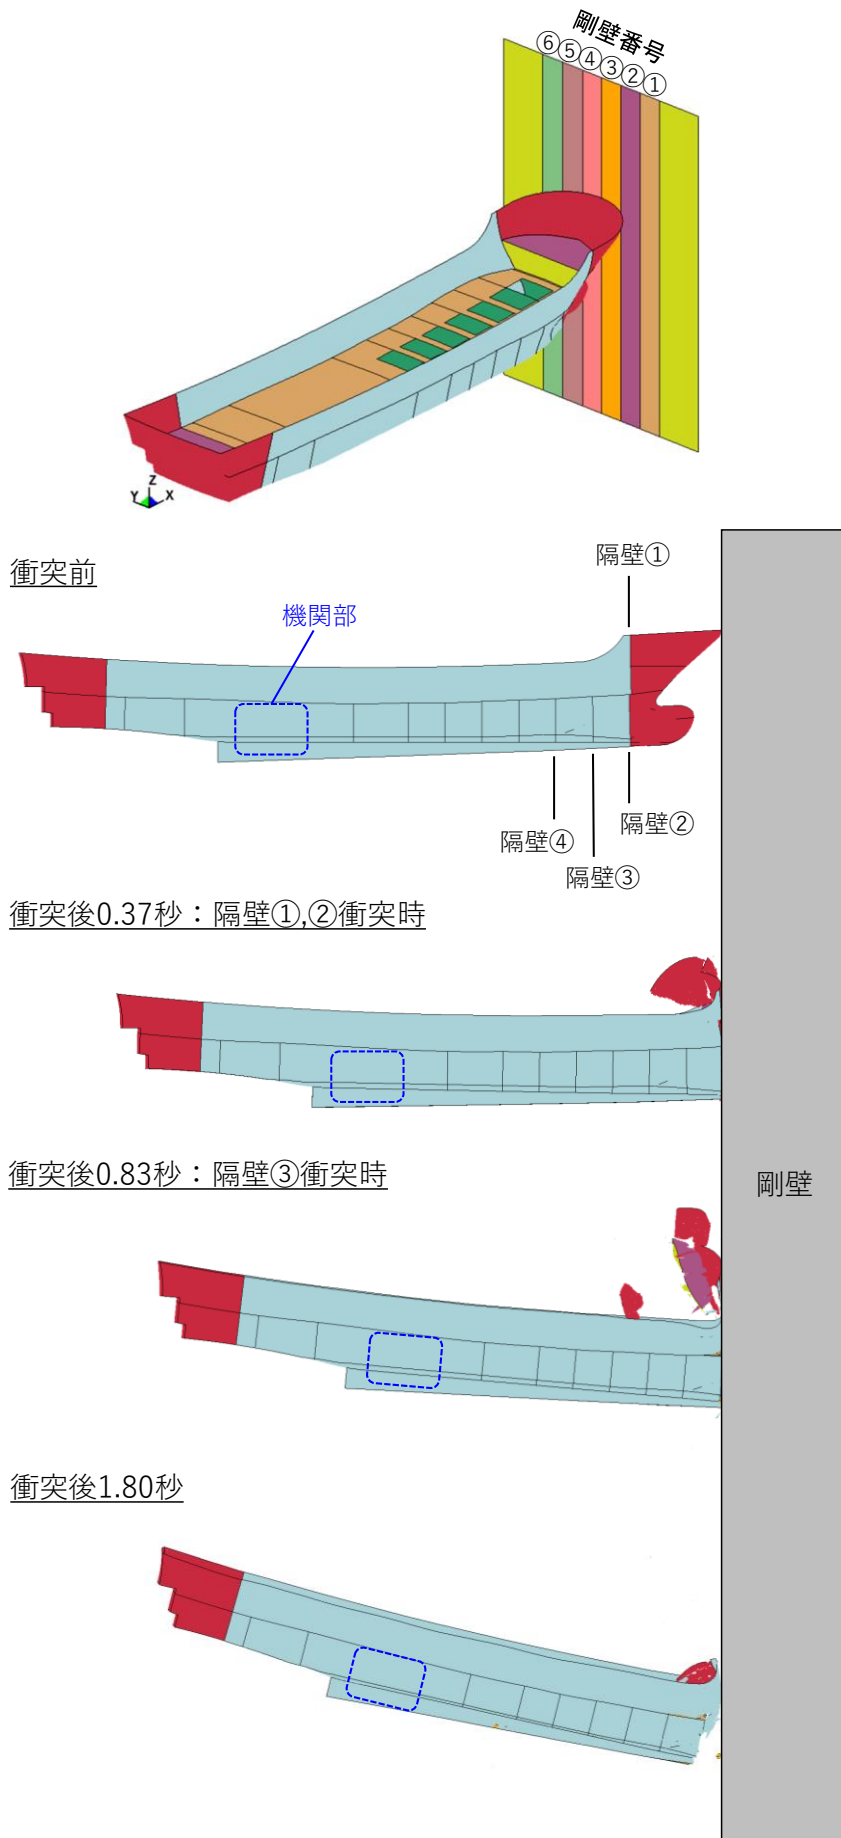 剛壁番号
⑥⑤④③②①
Z
Y X
衝突前
隔壁①
機関部
隔壁②
隔壁④
隔壁③
衝突後0.37秒：隔壁①,②衝突時
衝突後0.83秒：隔壁③衝突時
剛壁
衝突後1.80秒